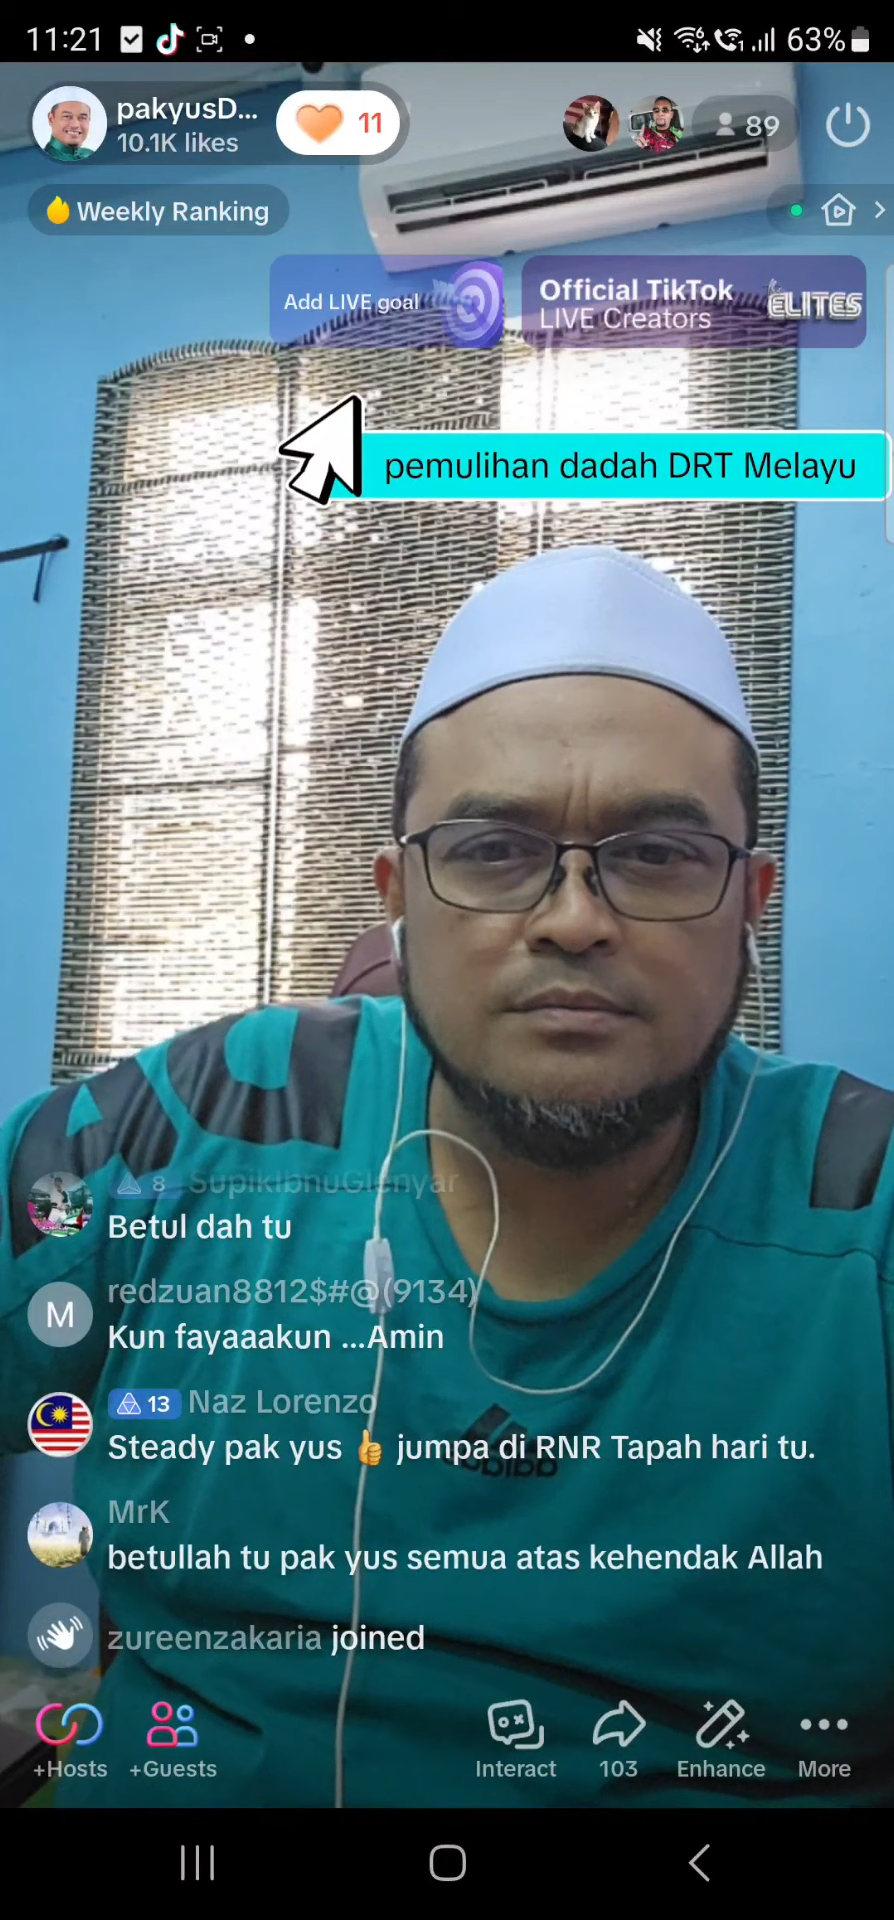 11:21
63%
pakyusD...
10.1K likes
11
89
Weekly Ranking
Add LIVE goal
Official TikTok
LIVE Creators
the ELITES
pemulihan dadah DRT Melayu
8 SupikIbnuGlenyar
Betul dah tu
M
redzuan8812$#@(9134)
Kun fayaaakun ...Amin
13 Naz Lorenzo
Steady pak yus 👍 jumpa di RNR Tapah hari tu.
adidas
MrK
betullah tu pak yus semua atas kehendak Allah
zureenzakaria joined
+Hosts
+Guests
Interact
103
Enhance
More